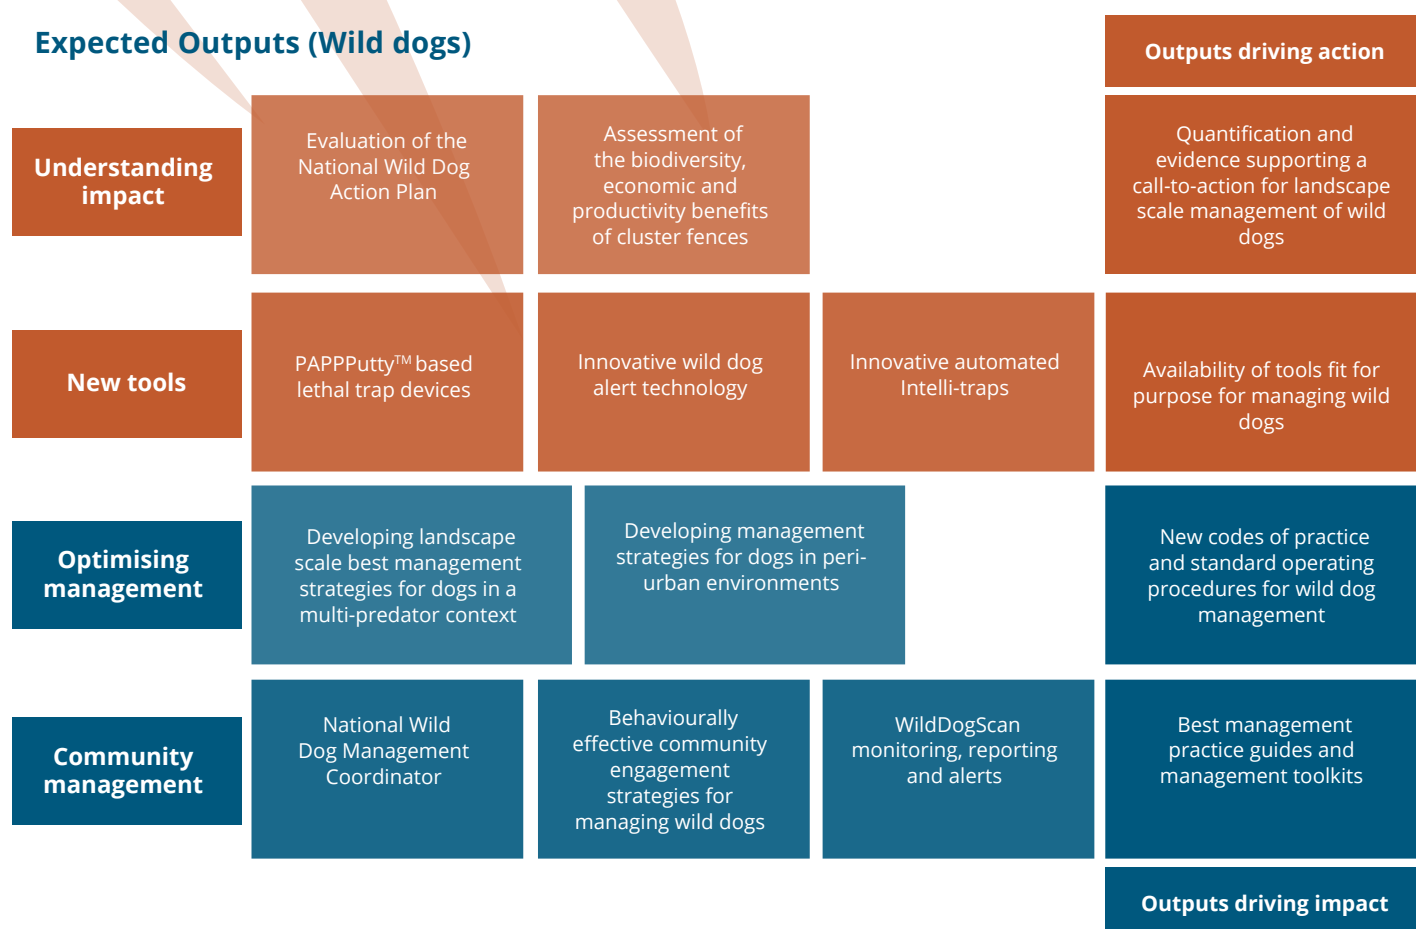 Expected Outputs (Wild dogs)
Outputs driving action
Understanding
impact
Evaluation of the
National Wild Dog
Action Plan
Assessment of
the biodiversity,
economic and
productivity benefits
of cluster fences
Quantification and
evidence supporting a
call-to-action for landscape
scale management of wild
dogs
New tools
PAPPPutty™ based
lethal trap devices
Innovative wild dog
alert technology
Innovative automated
Intelli-traps
Availability of tools fit for
purpose for managing wild
dogs
Optimising
management
Developing landscape
scale best management
strategies for dogs in a
multi-predator context
Developing management
strategies for dogs in peri-
urban environments
New codes of practice
and standard operating
procedures for wild dog
management
Community
management
National Wild
Dog Management
Coordinator
Behaviourally
effective community
engagement
strategies for
managing wild dogs
WildDogScan
monitoring, reporting
and alerts
Best management
practice guides and
management toolkits
Outputs driving impact